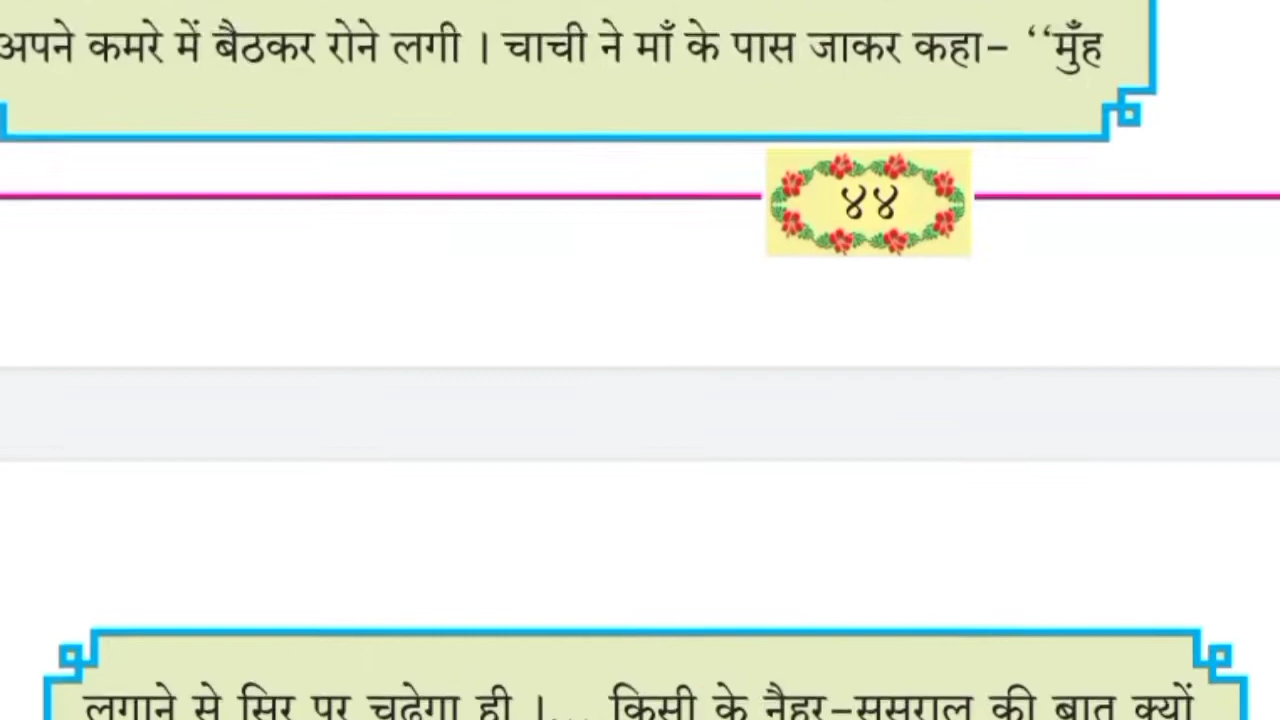 अपने कमरे में बैठकर रोने लगी । चाची ने माँ के पास जाकर कहा- ‘‘मुँह
४४
लगाने से सिर पर चढ़ेगा ही ।... किसी के नैहर-ससुराल की बात क्यों